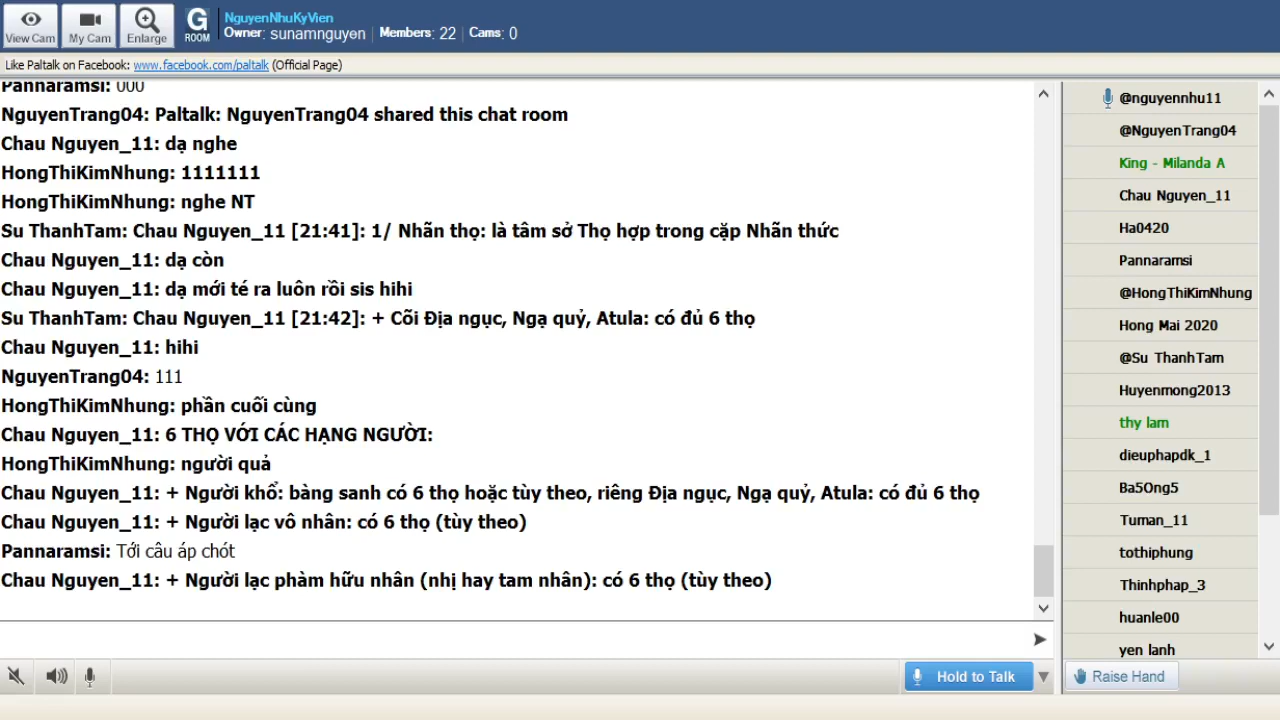 View Cam
My Cam
Enlarge
G
ROOM
NguyenNhuKyVien
Owner: sunamnguyen | Members: 22 | Cams: 0
Like Paltalk on Facebook: www.facebook.com/paltalk (Official Page)
Pannaramsi: 000
NguyenTrang04: Paltalk: NguyenTrang04 shared this chat room
Chau Nguyen_11: dạ nghe
HongThiKimNhung: 1111111
HongThiKimNhung: nghe NT
Su ThanhTam: Chau Nguyen_11 [21:41]: 1/ Nhãn thọ: là tâm sở Thọ hợp trong cặp Nhãn thức
Chau Nguyen_11: dạ còn
Chau Nguyen_11: dạ mới té ra luôn rồi sis hihi
Su ThanhTam: Chau Nguyen_11 [21:42]: + Cõi Địa ngục, Ngạ quỷ, Atula: có đủ 6 thọ
Chau Nguyen_11: hihi
NguyenTrang04: 111
HongThiKimNhung: phần cuối cùng
Chau Nguyen_11: 6 THỌ VỚI CÁC HẠNG NGƯỜI:
HongThiKimNhung: người quả
Chau Nguyen_11: + Người khổ: bàng sanh có 6 thọ hoặc tùy theo, riêng Địa ngục, Ngạ quỷ, Atula: có đủ 6 thọ
Chau Nguyen_11: + Người lạc vô nhân: có 6 thọ (tùy theo)
Pannaramsi: Tới câu áp chót
Chau Nguyen_11: + Người lạc phàm hữu nhân (nhị hay tam nhân): có 6 thọ (tùy theo)
@nguyennhu11
@NguyenTrang04
King - Milanda A
Chau Nguyen_11
Ha0420
Pannaramsi
@HongThiKimNhung
Hong Mai 2020
@Su ThanhTam
Huyenmong2013
thy lam
dieuphapdk_1
Ba5Ong5
Tuman_11
tothiphung
Thinhphap_3
huanle00
yen lanh
Hold to Talk
Raise Hand